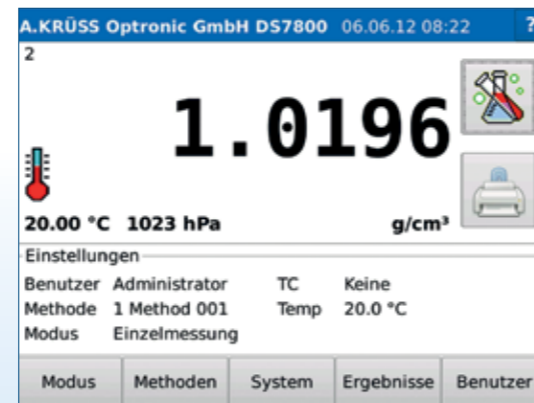 A.KRÜSS Optronic GmbH DS7800 06.06.12 08:22 ?
2
1.0196
20.00 °C 1023 hPa g/cm³
Einstellungen
Benutzer Administrator TC Keine
Methode 1 Method 001 Temp 20.0 °C
Modus Einzelmessung
Modus Methoden System Ergebnisse Benutzer